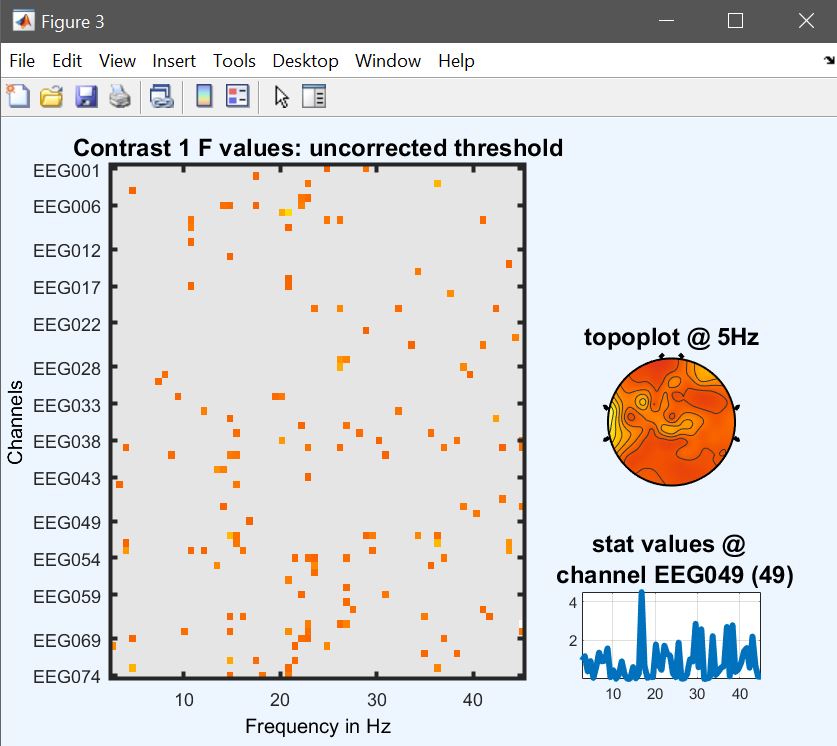 Figure 3
File Edit View Insert Tools Desktop Window Help
Contrast 1 F values: uncorrected threshold
EEG001
EEG006
EEG012
EEG017
EEG022
EEG028
EEG033
EEG038
EEG043
EEG049
EEG054
EEG059
EEG069
EEG074
Channels
10 20 30 40
Frequency in Hz
topoplot @ 5Hz
stat values @
channel EEG049 (49)
4
2
10 20 30 40